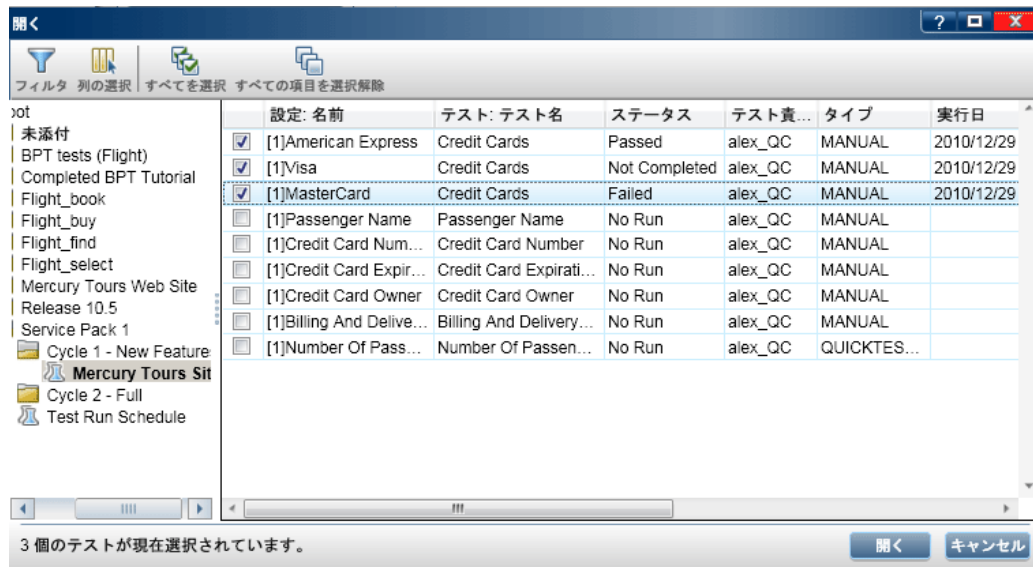 開く
?
フィルタ 列の選択 すべてを選択 すべての項目を選択解除
oot
未添付
BPT tests (Flight)
Completed BPT Tutorial
Flight_book
Flight_buy
Flight_find
Flight_select
Mercury Tours Web Site
Release 10.5
Service Pack 1
Cycle 1 - New Feature
Mercury Tours Sit
Cycle 2 - Full
Test Run Schedule
設定: 名前 テスト: テスト名 ステータス テスト責... タイプ 実行日
[1]American Express Credit Cards Passed alex_QC MANUAL 2010/12/29
[1]Visa Credit Cards Not Completed alex_QC MANUAL 2010/12/29
[1]MasterCard Credit Cards Failed alex_QC MANUAL 2010/12/29
[1]Passenger Name Passenger Name No Run alex_QC MANUAL
[1]Credit Card Num... Credit Card Number No Run alex_QC MANUAL
[1]Credit Card Expir... Credit Card Expirati... No Run alex_QC MANUAL
[1]Credit Card Owner Credit Card Owner No Run alex_QC MANUAL
[1]Billing And Delive... Billing And Delivery... No Run alex_QC MANUAL
[1]Number Of Pass... Number Of Passen... No Run alex_QC QUICKTES...
3 個のテストが現在選択されています。
開く キャンセル